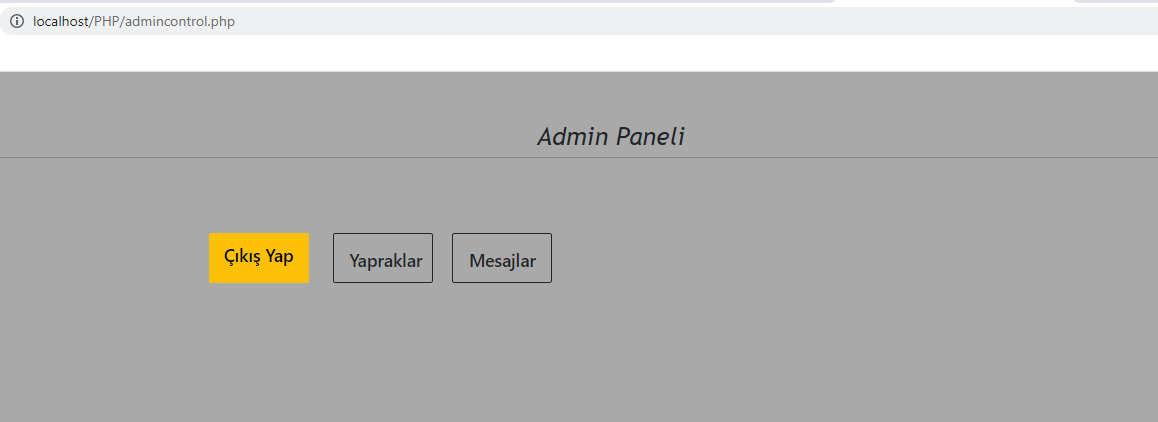 localhost/PHP/admincontrol.php
Admin Paneli
Çıkış Yap
Yapraklar
Mesajlar